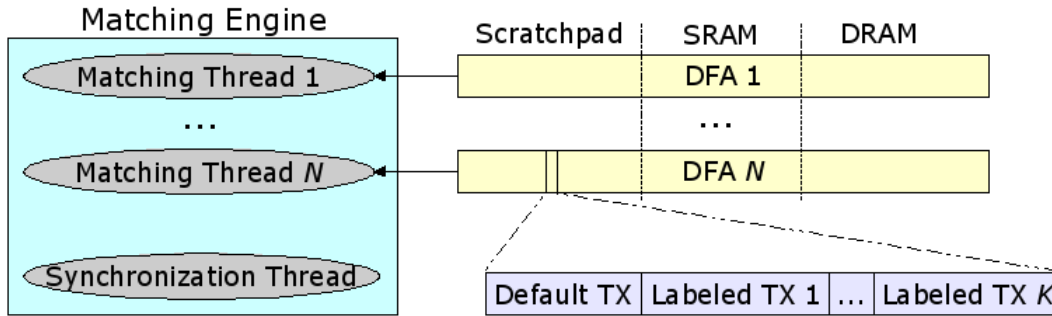 Matching Engine
Scratchpad SRAM DRAM
Matching Thread 1 DFA 1
... ...
Matching Thread N DFA N
Synchronization Thread
Default TX Labeled TX 1 ... Labeled TX K